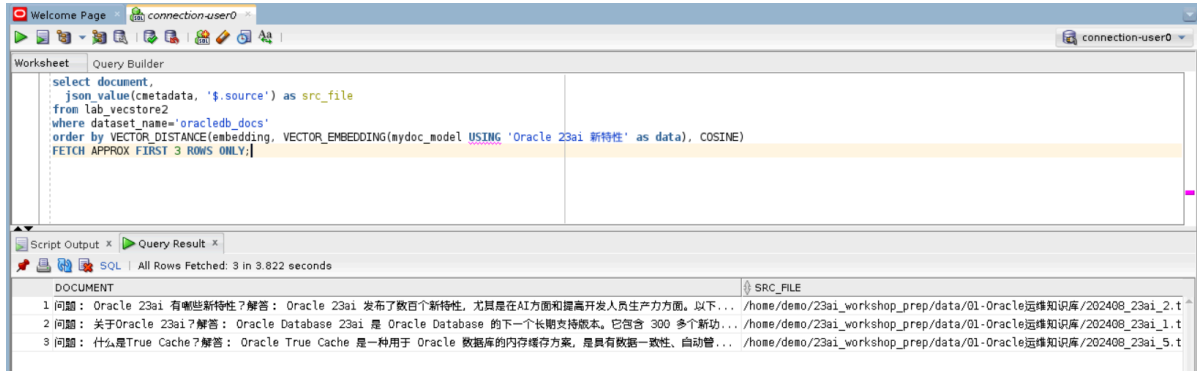 Welcome Page
connection-user0
connection-user0
Worksheet Query Builder
select document,
json_value(cmetadata, '$.source') as src_file
from lab_vecstore2
where dataset_name='oracledb_docs'
order by VECTOR_DISTANCE(embedding, VECTOR_EMBEDDING(mydoc_model USING 'Oracle 23ai 新特性' as data), COSINE)
FETCH APPROX FIRST 3 ROWS ONLY;
Script Output Query Result
SQL | All Rows Fetched: 3 in 3.822 seconds
DOCUMENT SRC_FILE
1 问题： Oracle 23ai 有哪些新特性？解答： Oracle 23ai 发布了数百个新特性，尤其是在AI方面和提高开发人员生产力方面。以下... /home/demo/23ai_workshop_prep/data/01-Oracle运维知识库/202408_23ai_2.t
2 问题： 关于Oracle 23ai？解答： Oracle Database 23ai 是 Oracle Database 的下一个长期支持版本。它包含 300 多个新功... /home/demo/23ai_workshop_prep/data/01-Oracle运维知识库/202408_23ai_1.t
3 问题： 什么是True Cache？解答： Oracle True Cache 是一种用于 Oracle 数据库的内存缓存方案，是具有数据一致性、自动管... /home/demo/23ai_workshop_prep/data/01-Oracle运维知识库/202408_23ai_5.t